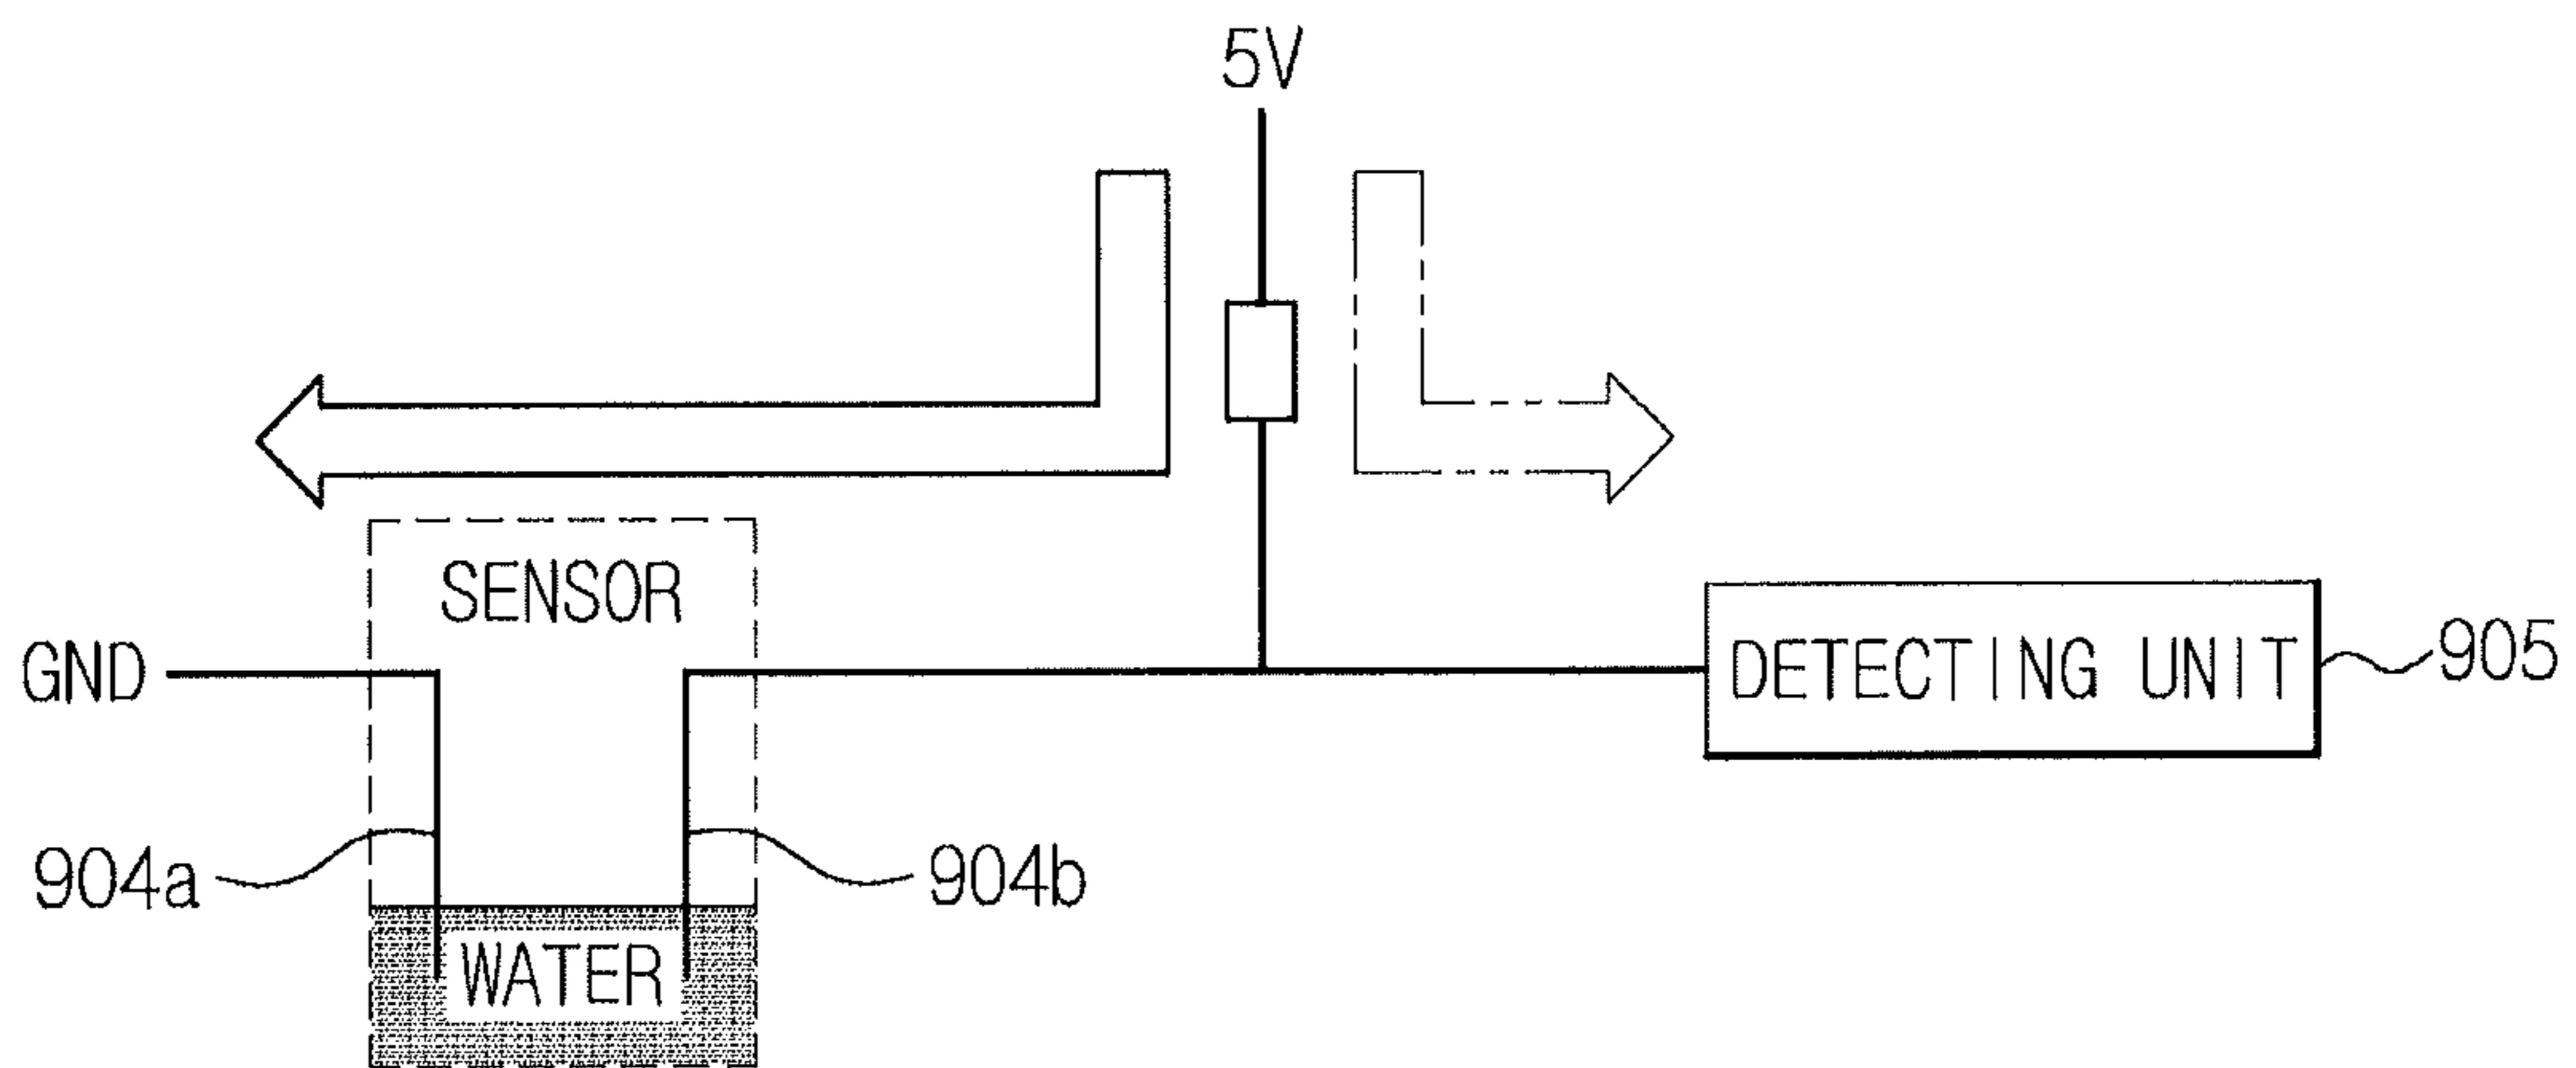 5V
SENSOR
GND
DETECTING UNIT
905
904a
904b
WATER